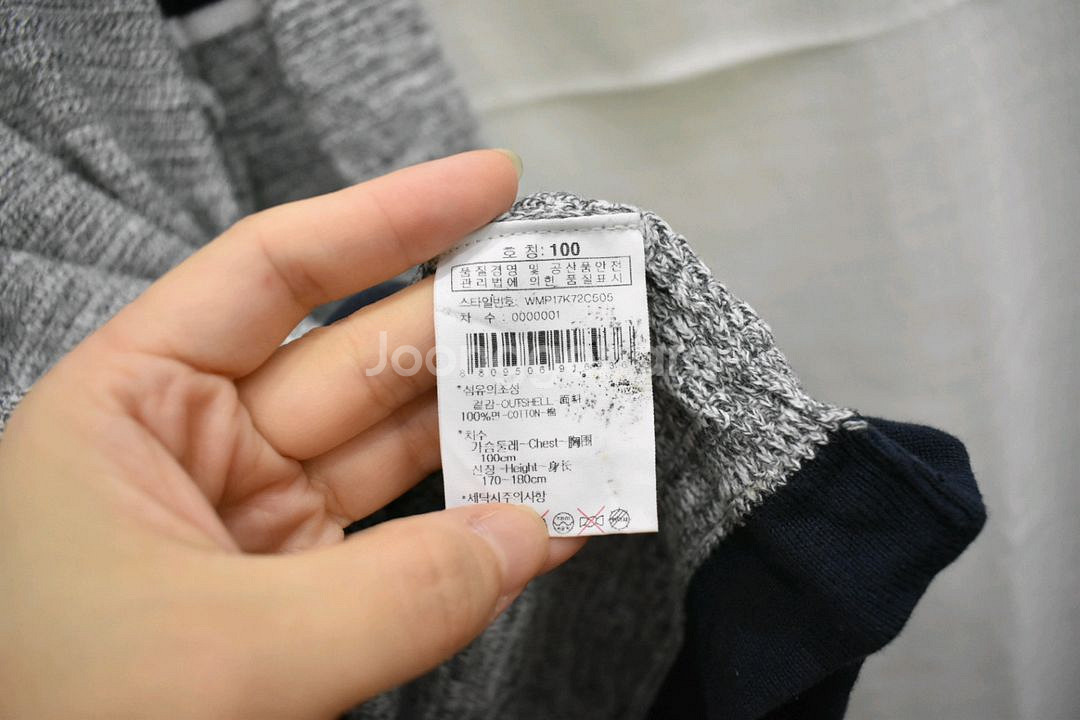 호 칭: 100
품질경영 및 공산품안전
관리법에 의한 품질표시
스타일번호: WMP17K72C505
차 수 : 0000001
8 809506
*섬유의조성
겉감-OUTSHELL-面料
100%면-COTTON-棉
*치수
가슴둘레-Chest-胸围
100cm
신장-Height-身长
170~180cm
*세탁시주의사항